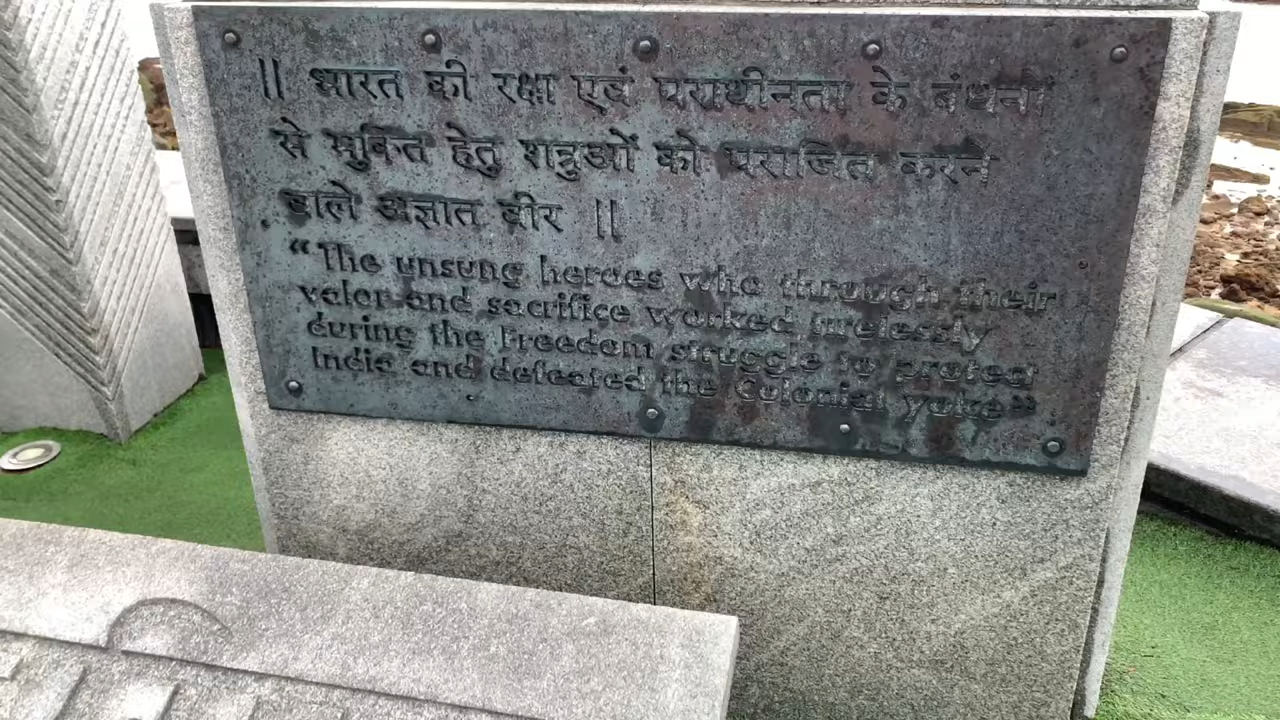 || भारत की रक्षा एवं पराधीनता के बंधनों
से मुक्ति हेतु शत्रुओं को पराजित करने
वाले अज्ञात वीर ||
“The unsung heroes who through their
valor and sacrifice worked tirelessly
during the Freedom struggle to protect
India and defeated the Colonial yoke”